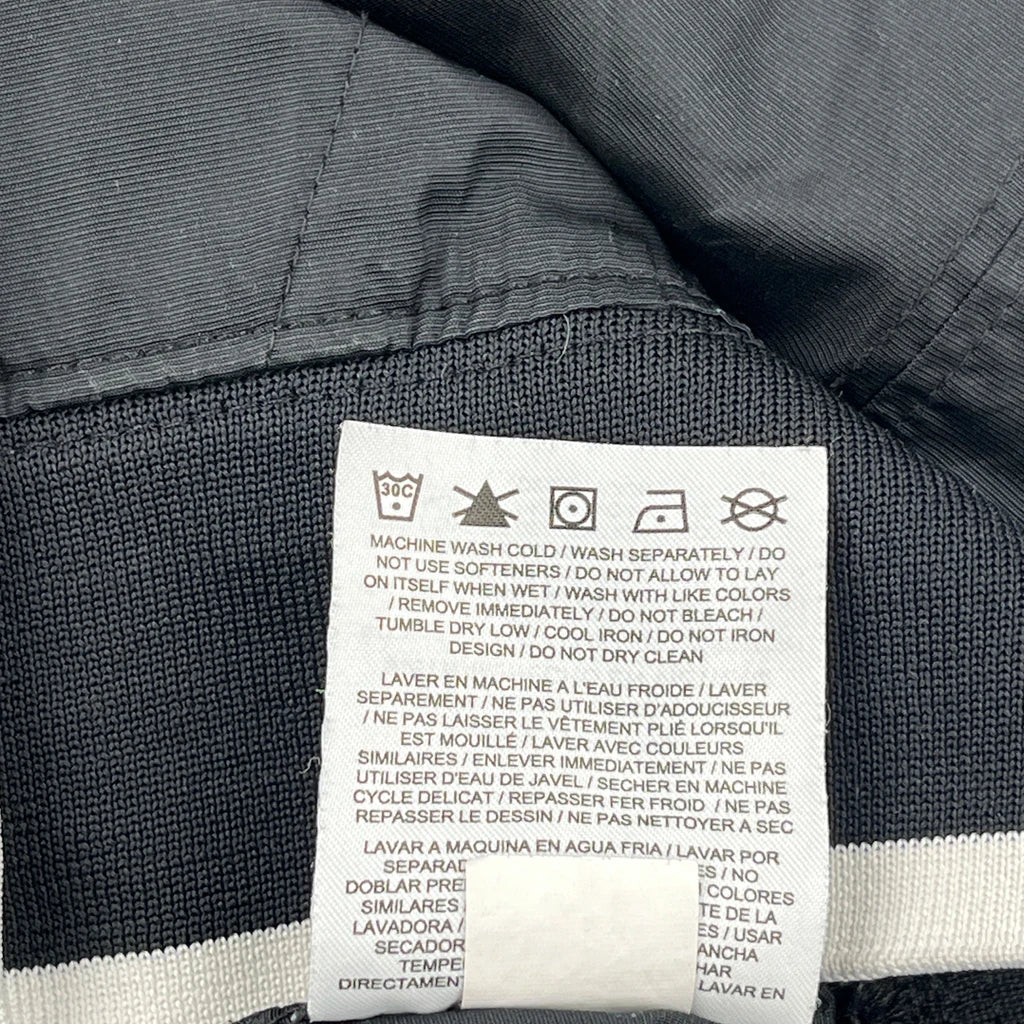 30C
MACHINE WASH COLD / WASH SEPARATELY / DO
NOT USE SOFTENERS / DO NOT ALLOW TO LAY
ON ITSELF WHEN WET / WASH WITH LIKE COLORS
/ REMOVE IMMEDIATELY / DO NOT BLEACH /
TUMBLE DRY LOW / COOL IRON / DO NOT IRON
DESIGN / DO NOT DRY CLEAN
LAVER EN MACHINE A L'EAU FROIDE / LAVER
SEPAREMENT / NE PAS UTILISER D'ADOUCISSEUR
/ NE PAS LAISSER LE VÊTEMENT PLIÉ LORSQU'IL
EST MOUILLÉ / LAVER AVEC COULEURS
SIMILAIRES / ENLEVER IMMEDIATEMENT / NE PAS
UTILISER D'EAU DE JAVEL / SECHER EN MACHINE
CYCLE DELICAT / REPASSER FER FROID / NE PAS
REPASSER LE DESSIN / NE PAS NETTOYER A SEC
LAVAR A MAQUINA EN AGUA FRIA / LAVAR POR
SEPARAD ES / NO
DOBLAR PRE COLORES
SIMILARES TE DE LA
LAVADORA / ES / USAR
SECADOR ANCHA
TEMPE HAR
DIRECTAMEN LAVAR EN